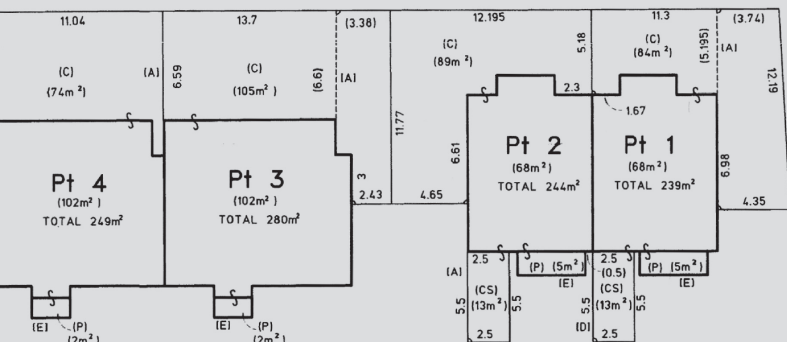 11.04
13.7
(3.38)
12.195
11.3
(3.74)
(C)
(74m²)
[A]
6.59
(C)
(105m²)
(6.6)
[A]
(C)
(89m²)
5.18
(C)
(84m²)
(5.195)
[A]
12.19
11.77
2.3
1.67
Pt 4
(102m²)
TOTAL 249m²
Pt 3
(102m²)
TOTAL 280m²
3
2.43
4.65
6.61
Pt 2
(68m²)
TOTAL 244m²
Pt 1
(68m²)
TOTAL 239m²
6.98
4.35
[A]
2.5
(P) (5m²)
[E]
(0.5)
2.5
(P) (5m²)
[E]
5.5
(CS)
(13m²)
5.5
[D]
5.5
(CS)
(13m²)
5.5
2.5
2.5
[E]
(P)
(2m²)
[E]
(P)
(2m²)